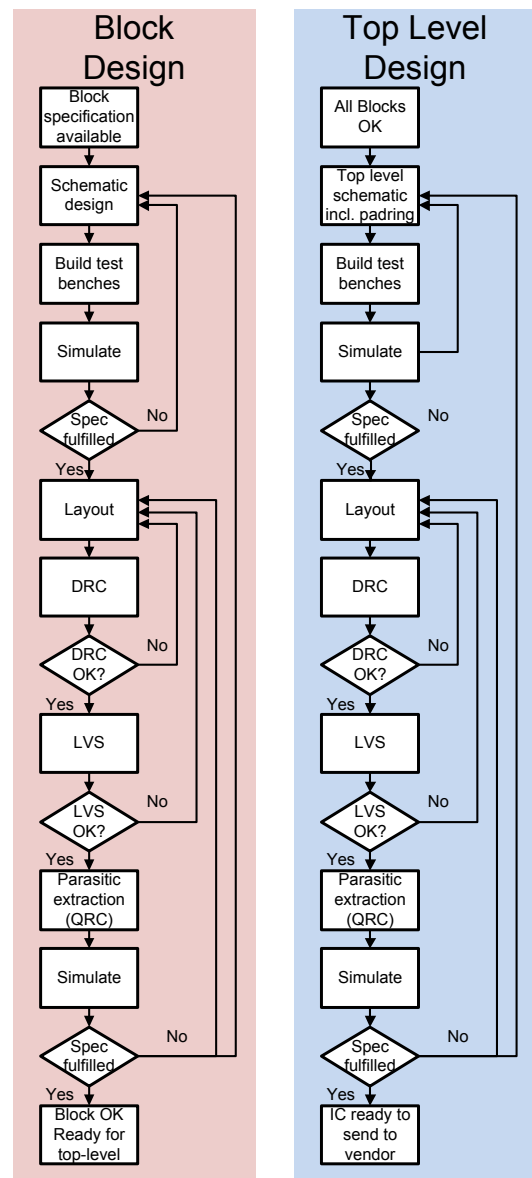 Block
Design
Block
specification
available
Schematic
design
Build test
benches
Simulate
Spec
fulfilled
No
Yes
Layout
DRC
DRC
OK?
No
Yes
LVS
LVS
OK?
No
Yes
Parasitic
extraction
(QRC)
Simulate
Spec
fulfilled
No
Yes
Block OK
Ready for
top-level
Top Level
Design
All Blocks
OK
Top level
schematic
incl. padring
Build test
benches
Simulate
Spec
fulfilled
No
Yes
Layout
DRC
DRC
OK?
No
Yes
LVS
LVS
OK?
No
Yes
Parasitic
extraction
(QRC)
Simulate
Spec
fulfilled
No
Yes
IC ready to
send to
vendor